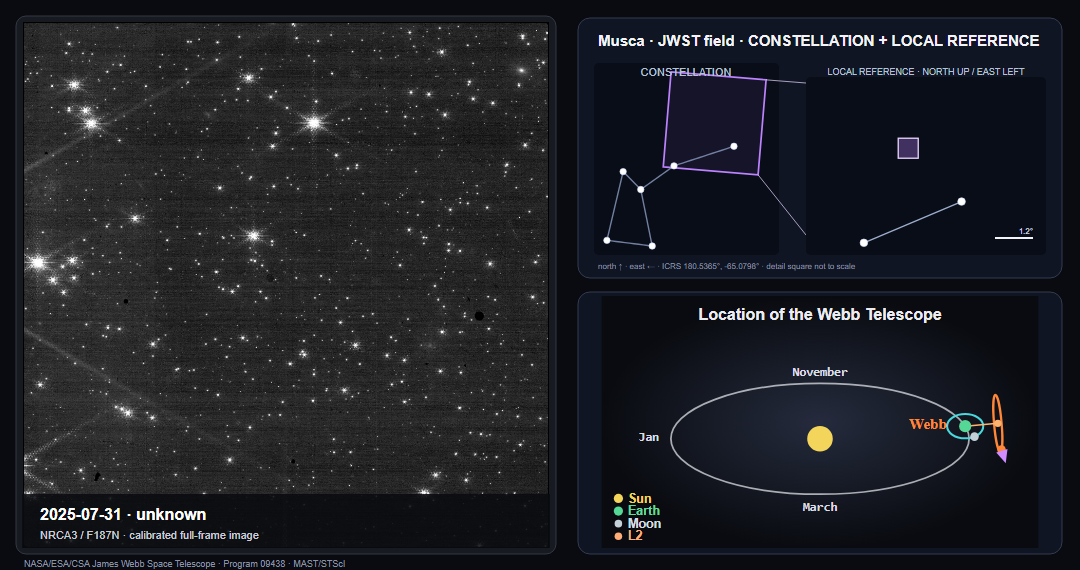 2025-07-31 · unknown
NRCA3 / F187N · calibrated full-frame image
NASA/ESA/CSA James Webb Space Telescope · Program 09438 · MAST/STScI
Musca · JWST field · CONSTELLATION + LOCAL REFERENCE
CONSTELLATION
LOCAL REFERENCE · NORTH UP / EAST LEFT
1.2°
north ↑ · east ← · ICRS 180.5365°, -65.0798° · detail square not to scale
Location of the Webb Telescope
November
Webb
Jan
March
Sun
Earth
Moon
L2